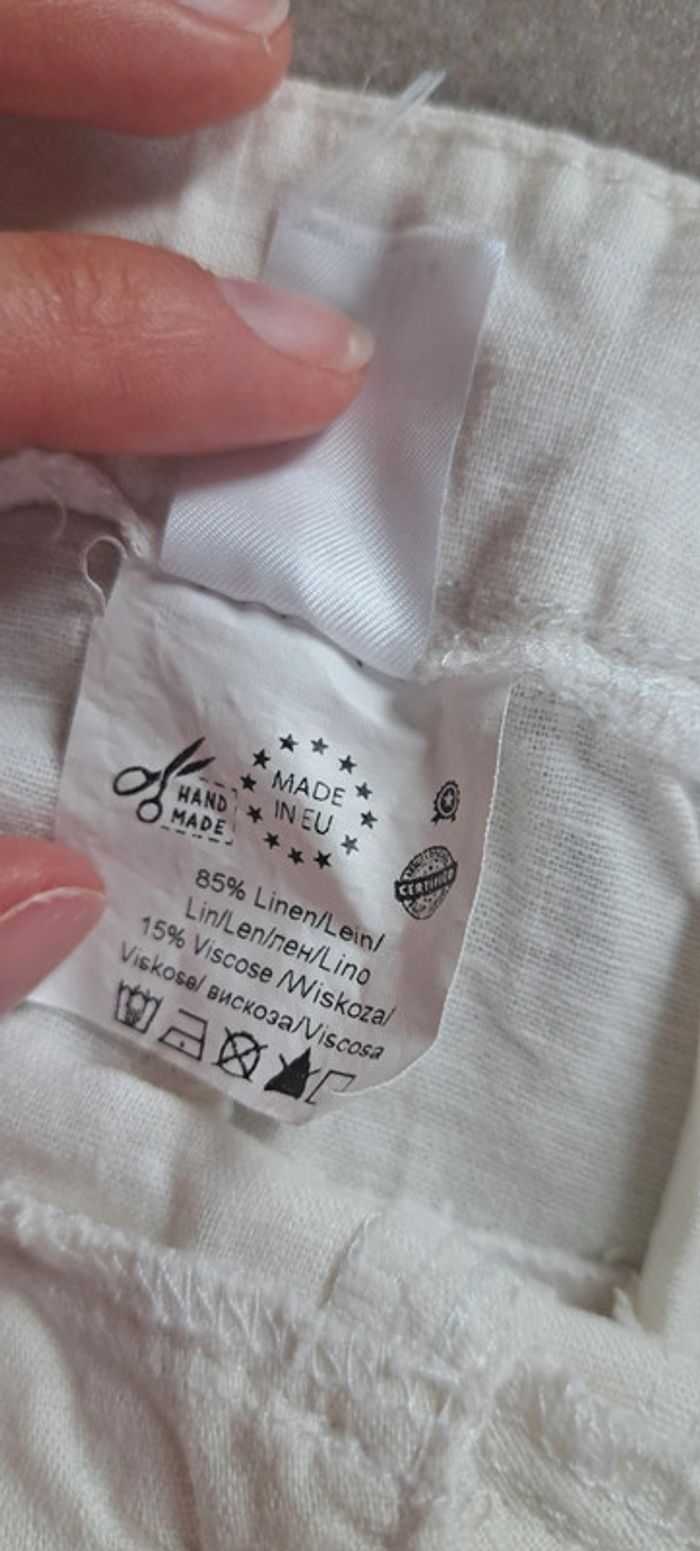 HAND
MADE
MADE
IN EU
CERTIFIED
85% Linen/Lein/
Lin/Len/лен/Lino
15% Viscose /Wiskoza/
Viskose/ вискоза/Viscosa